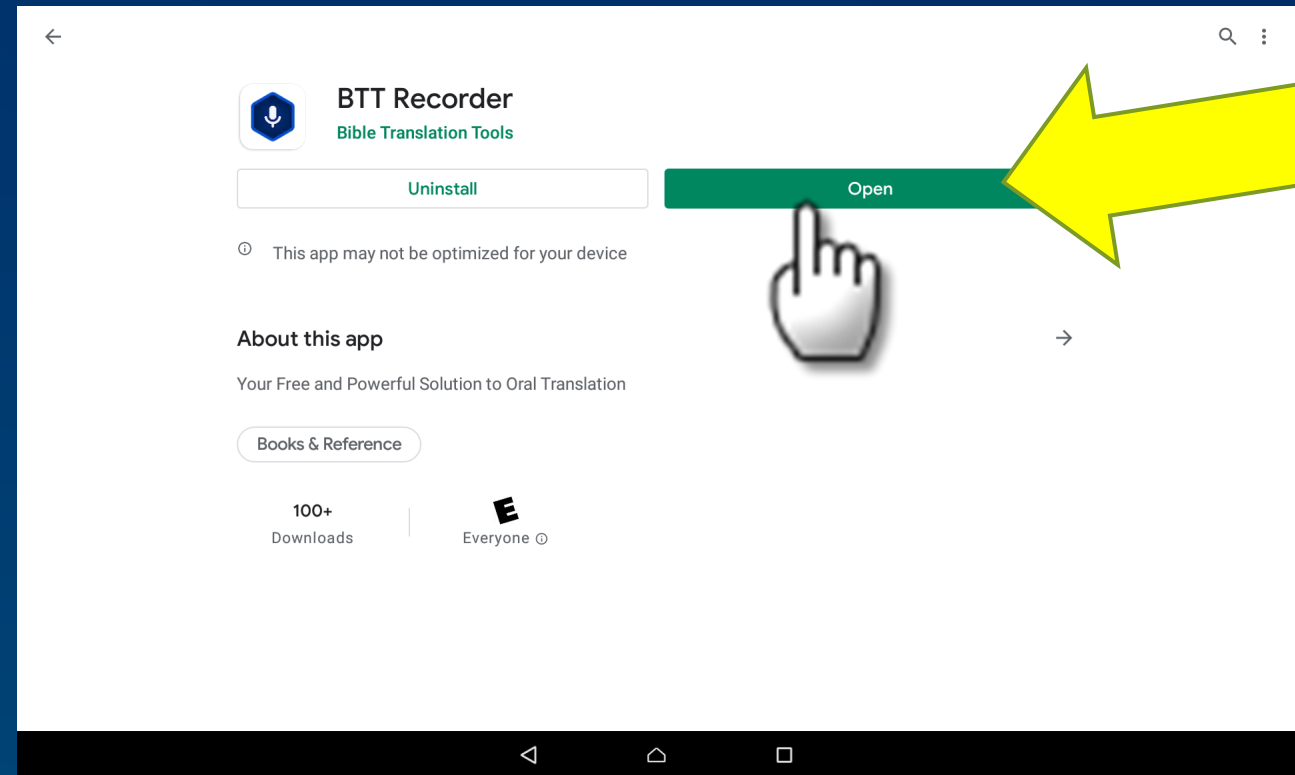 BTT Recorder
Bible Translation Tools
Uninstall
Open
This app may not be optimized for your device
About this app
Your Free and Powerful Solution to Oral Translation
Books & Reference
100+
E
Downloads
Everyone